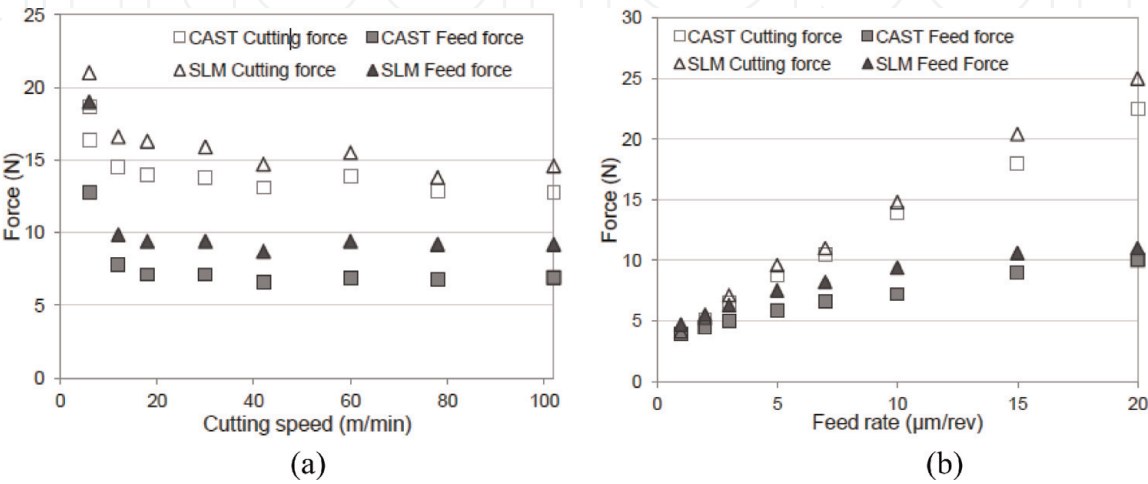 25
20
15
10
5
0
Force (N)
CAST Cutting force
CAST Feed force
SLM Cutting force
SLM Feed force
0 20 40 60 80 100
Cutting speed (m/min)
(a)
30
25
20
15
10
5
0
Force (N)
CAST Cutting force
CAST Feed force
SLM Cutting force
SLM Feed Force
0 5 10 15 20
Feed rate (µm/rev)
(b)